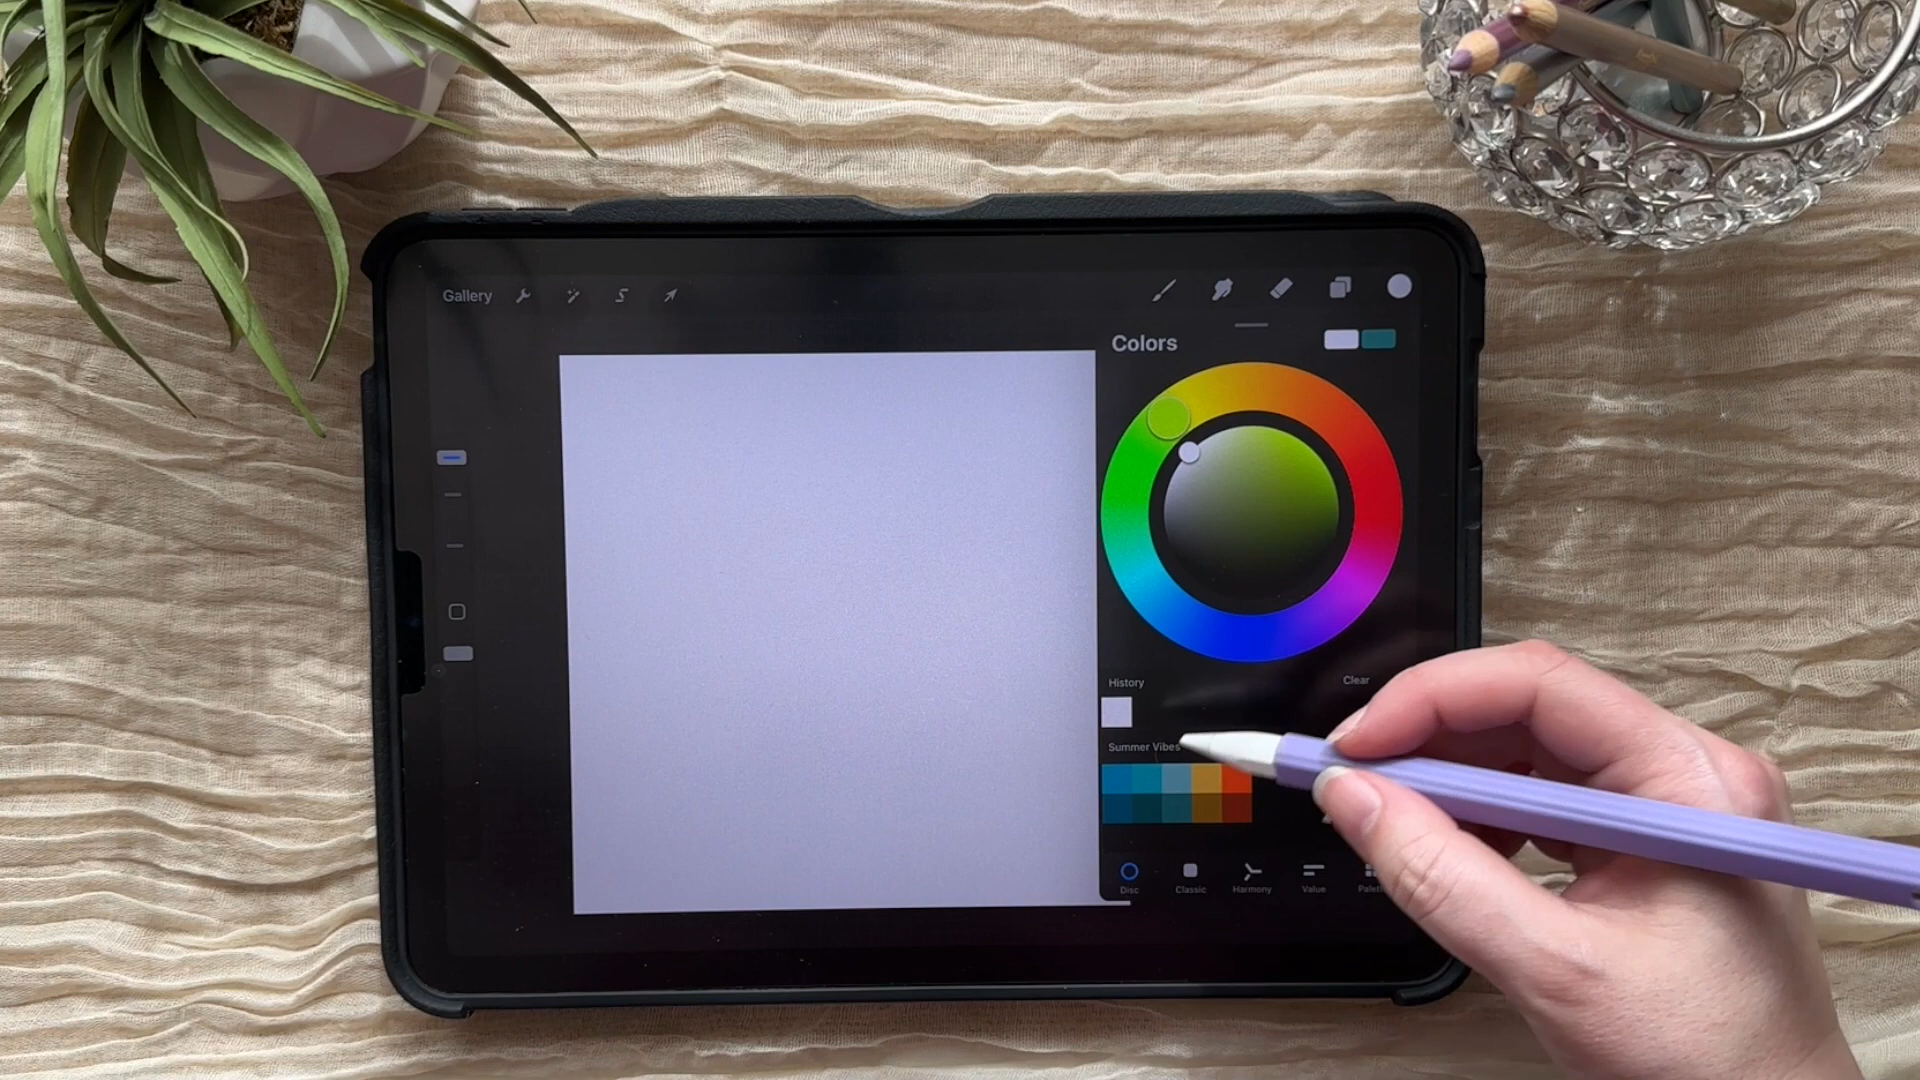 Gallery
Colors
History
Clear
Summer Vibes
Disc
Classic
Harmony
Value